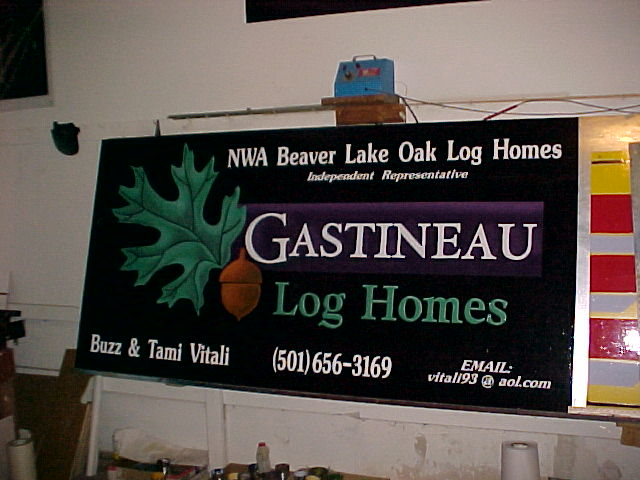 NWA Beaver Lake Oak Log Homes
Independent Representative
GASTINEAU
Log Homes
Buzz & Tami Vitali
(501) 656-3169
EMAIL:
vitali93 @ aol.com